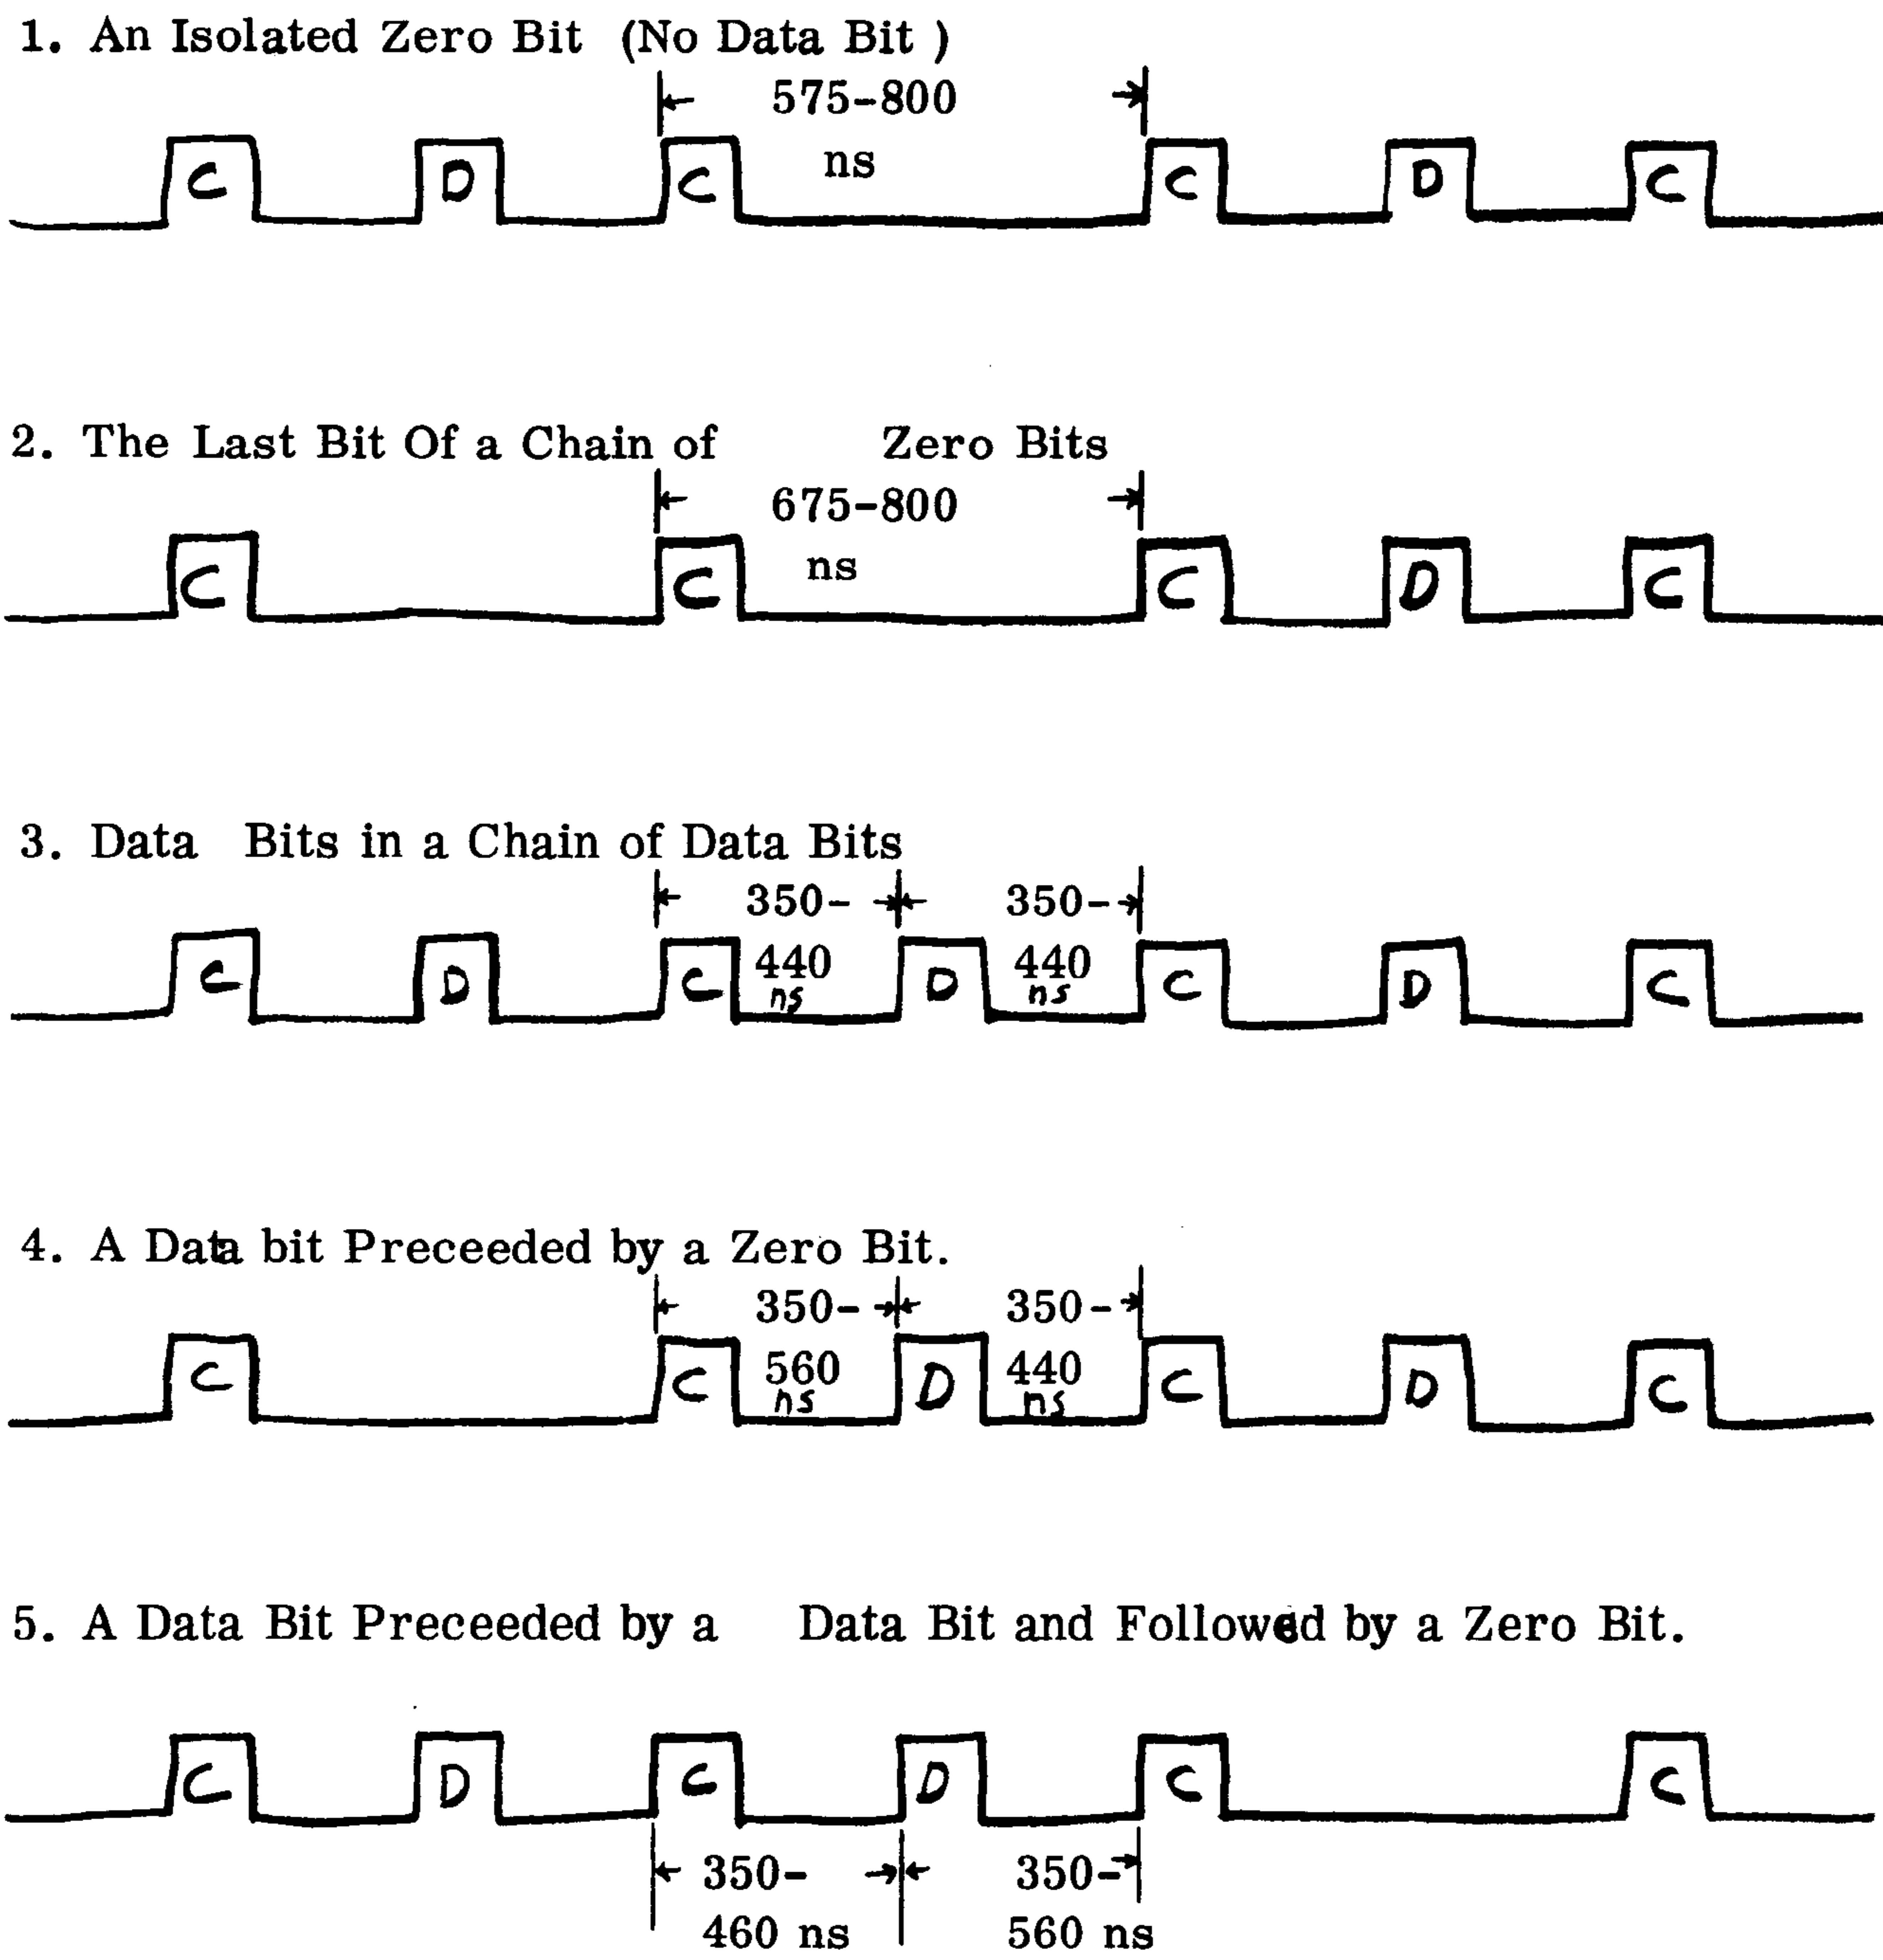 1. An Isolated Zero Bit (No Data Bit )
575-800
ns
C D C C D C
2. The Last Bit Of a Chain of Zero Bits
675-800
ns
C C C D C
3. Data Bits in a Chain of Data Bits
350- 350-
440 440
ns ns
C D C D C D C
4. A Data bit Preceeded by a Zero Bit.
350- 350-
560 440
ns ns
C C D C D C
5. A Data Bit Preceeded by a Data Bit and Followed by a Zero Bit.
C D C D C C
350- 350-
460 ns 560 ns